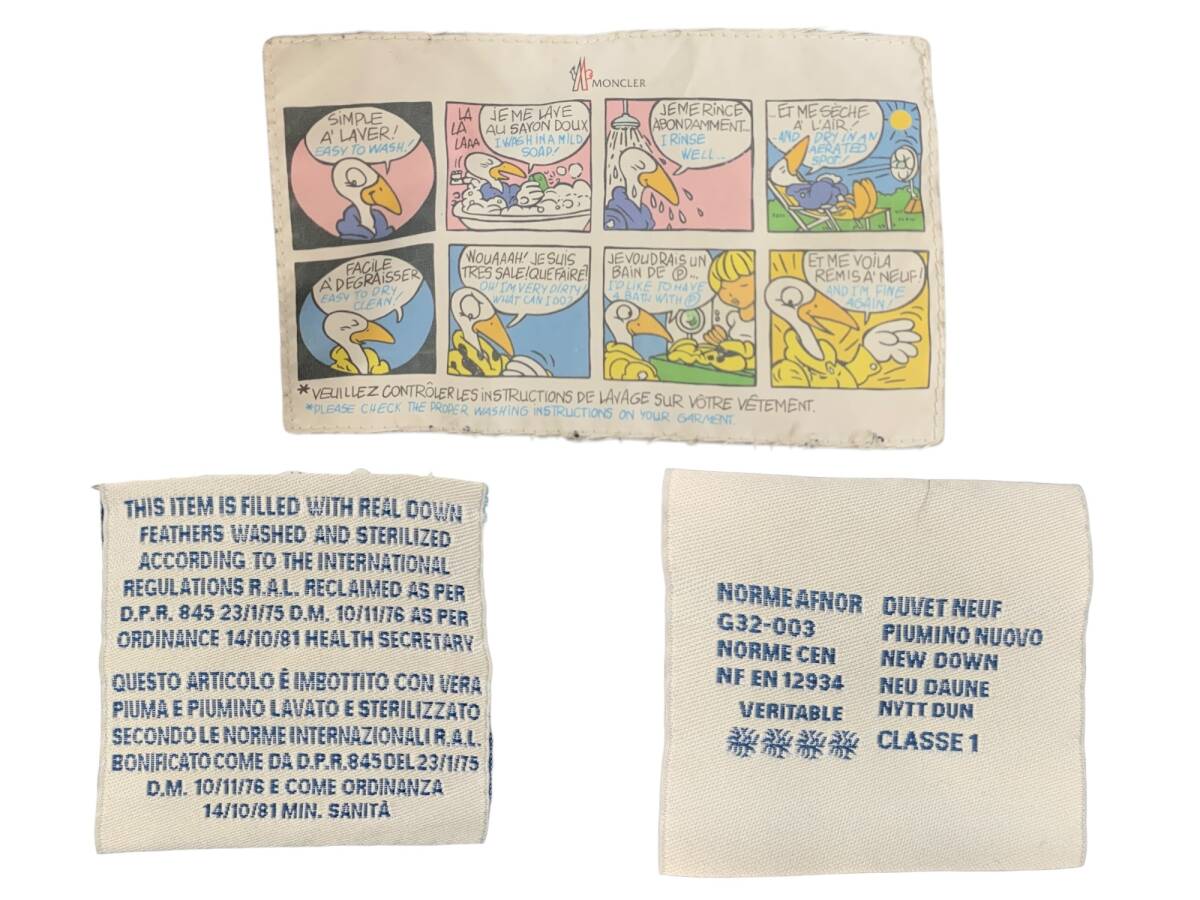 MONCLER
SIMPLE
A' LAVER!
EASY TO WASH!
LA
LA
LAAA
JE ME LAVE
AU SAVON DOUX
I WASH IN A MILD
SOAP!
JE ME RINCE
ABONDAMMENT...
I RINSE
WELL...
...ET ME SÈCHE
A' L'AIR!
...AND DRY IN AN
AERATED
SPOT!
FACILE
A' DEGRAISSER
EASY TO DRY
CLEAN!
WOUAAAH! JE SUIS
TRES SALE! QUE FAIRE?
OH! I'M VERY DIRTY!
WHAT CAN I DO?
JE VOUDRAIS UN
BAIN DE Ⓟ...
I'D LIKE TO HAVE
A BATH WITH Ⓟ
ET ME VOILA
REMIS A' NEUF!
AND I'M FINE
AGAIN!
*VEUILLEZ CONTRÔLER LES INSTRUCTIONS DE LAVAGE SUR VÔTRE VÊTEMENT.
*PLEASE CHECK THE PROPER WASHING INSTRUCTIONS ON YOUR GARMENT.
THIS ITEM IS FILLED WITH REAL DOWN
FEATHERS WASHED AND STERILIZED
ACCORDING TO THE INTERNATIONAL
REGULATIONS R.A.L. RECLAIMED AS PER
D.P.R. 845 23/1/75 D.M. 10/11/76 AS PER
ORDINANCE 14/10/81 HEALTH SECRETARY
QUESTO ARTICOLO È IMBOTTITO CON VERA
PIUMA E PIUMINO LAVATO E STERILIZZATO
SECONDO LE NORME INTERNAZIONALI R.A.L.
BONIFICATO COME DA D.P.R. 845 DEL 23/1/75
D.M. 10/11/76 E COME ORDINANZA
14/10/81 MIN. SANITÀ
NORME AFNOR
G32-003
NORME CEN
NF EN 12934
VERITABLE
DUVET NEUF
PIUMINO NUOVO
NEW DOWN
NEU DAUNE
NYTT DUN
CLASSE 1